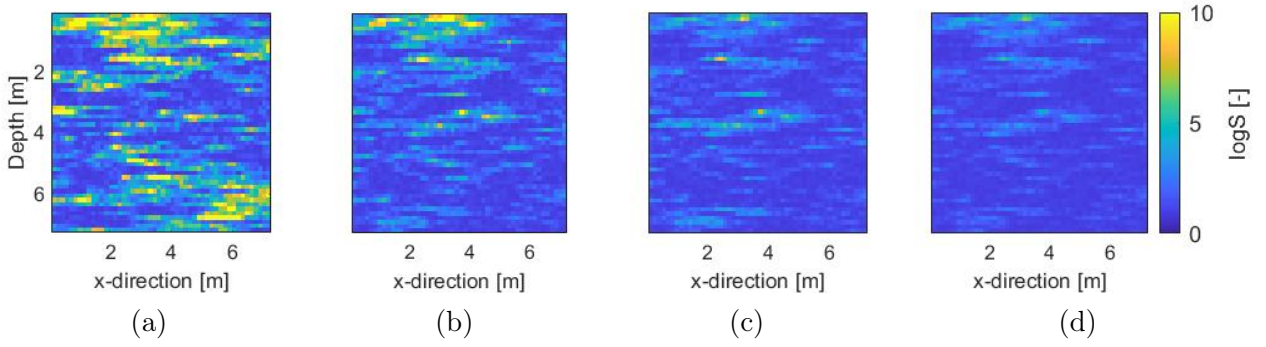 10
5
0
logS [-]
Depth [m]
2
4
6
2 4 6
2 4 6
2 4 6
2 4 6
x-direction [m]
x-direction [m]
x-direction [m]
x-direction [m]
(a)
(b)
(c)
(d)